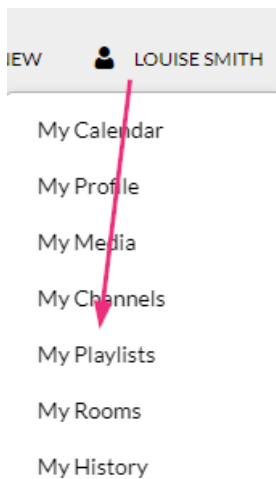 IEW LOUISE SMITH
My Calendar
My Profile
My Media
My Channels
My Playlists
My Rooms
My History